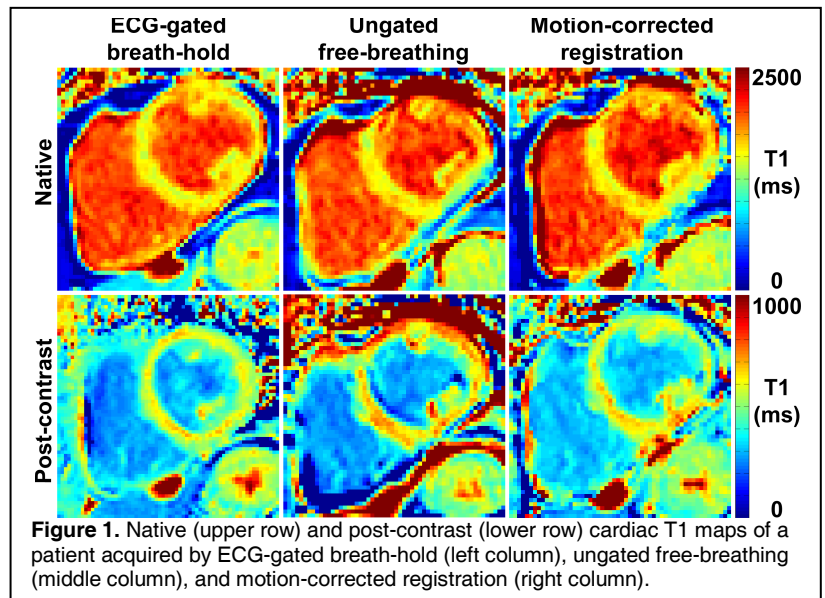 ECG-gated
breath-hold
Ungated
free-breathing
Motion-corrected
registration
Native
2500
T1
(ms)
0
Post-contrast
1000
T1
(ms)
0
Figure 1. Native (upper row) and post-contrast (lower row) cardiac T1 maps of a
patient acquired by ECG-gated breath-hold (left column), ungated free-breathing
(middle column), and motion-corrected registration (right column).